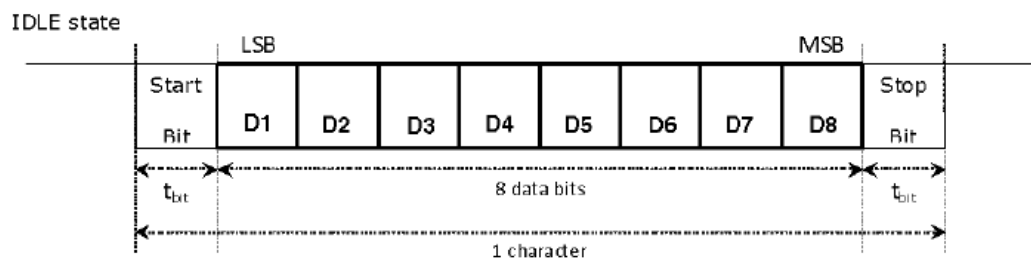 IDLE state
LSB MSB
Start Stop
Bit D1 D2 D3 D4 D5 D6 D7 D8 Bit
tbit 8 data bits tbit
1 character